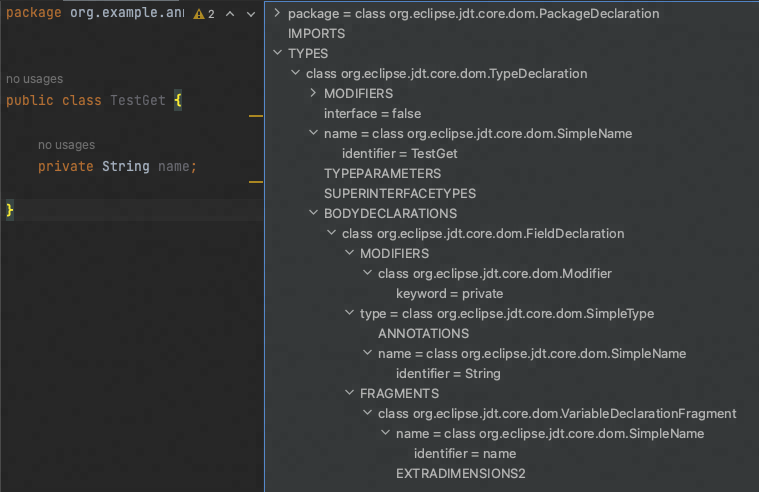 package org.example.anr 2
no usages
public class TestGet {
no usages
private String name;
}
package = class org.eclipse.jdt.core.dom.PackageDeclaration
IMPORTS
TYPES
class org.eclipse.jdt.core.dom.TypeDeclaration
MODIFIERS
interface = false
name = class org.eclipse.jdt.core.dom.SimpleName
identifier = TestGet
TYPEPARAMETERS
SUPERINTERFACETYPES
BODYDECLARATIONS
class org.eclipse.jdt.core.dom.FieldDeclaration
MODIFIERS
class org.eclipse.jdt.core.dom.Modifier
keyword = private
type = class org.eclipse.jdt.core.dom.SimpleType
ANNOTATIONS
name = class org.eclipse.jdt.core.dom.SimpleName
identifier = String
FRAGMENTS
class org.eclipse.jdt.core.dom.VariableDeclarationFragment
name = class org.eclipse.jdt.core.dom.SimpleName
identifier = name
EXTRADIMENSIONS2